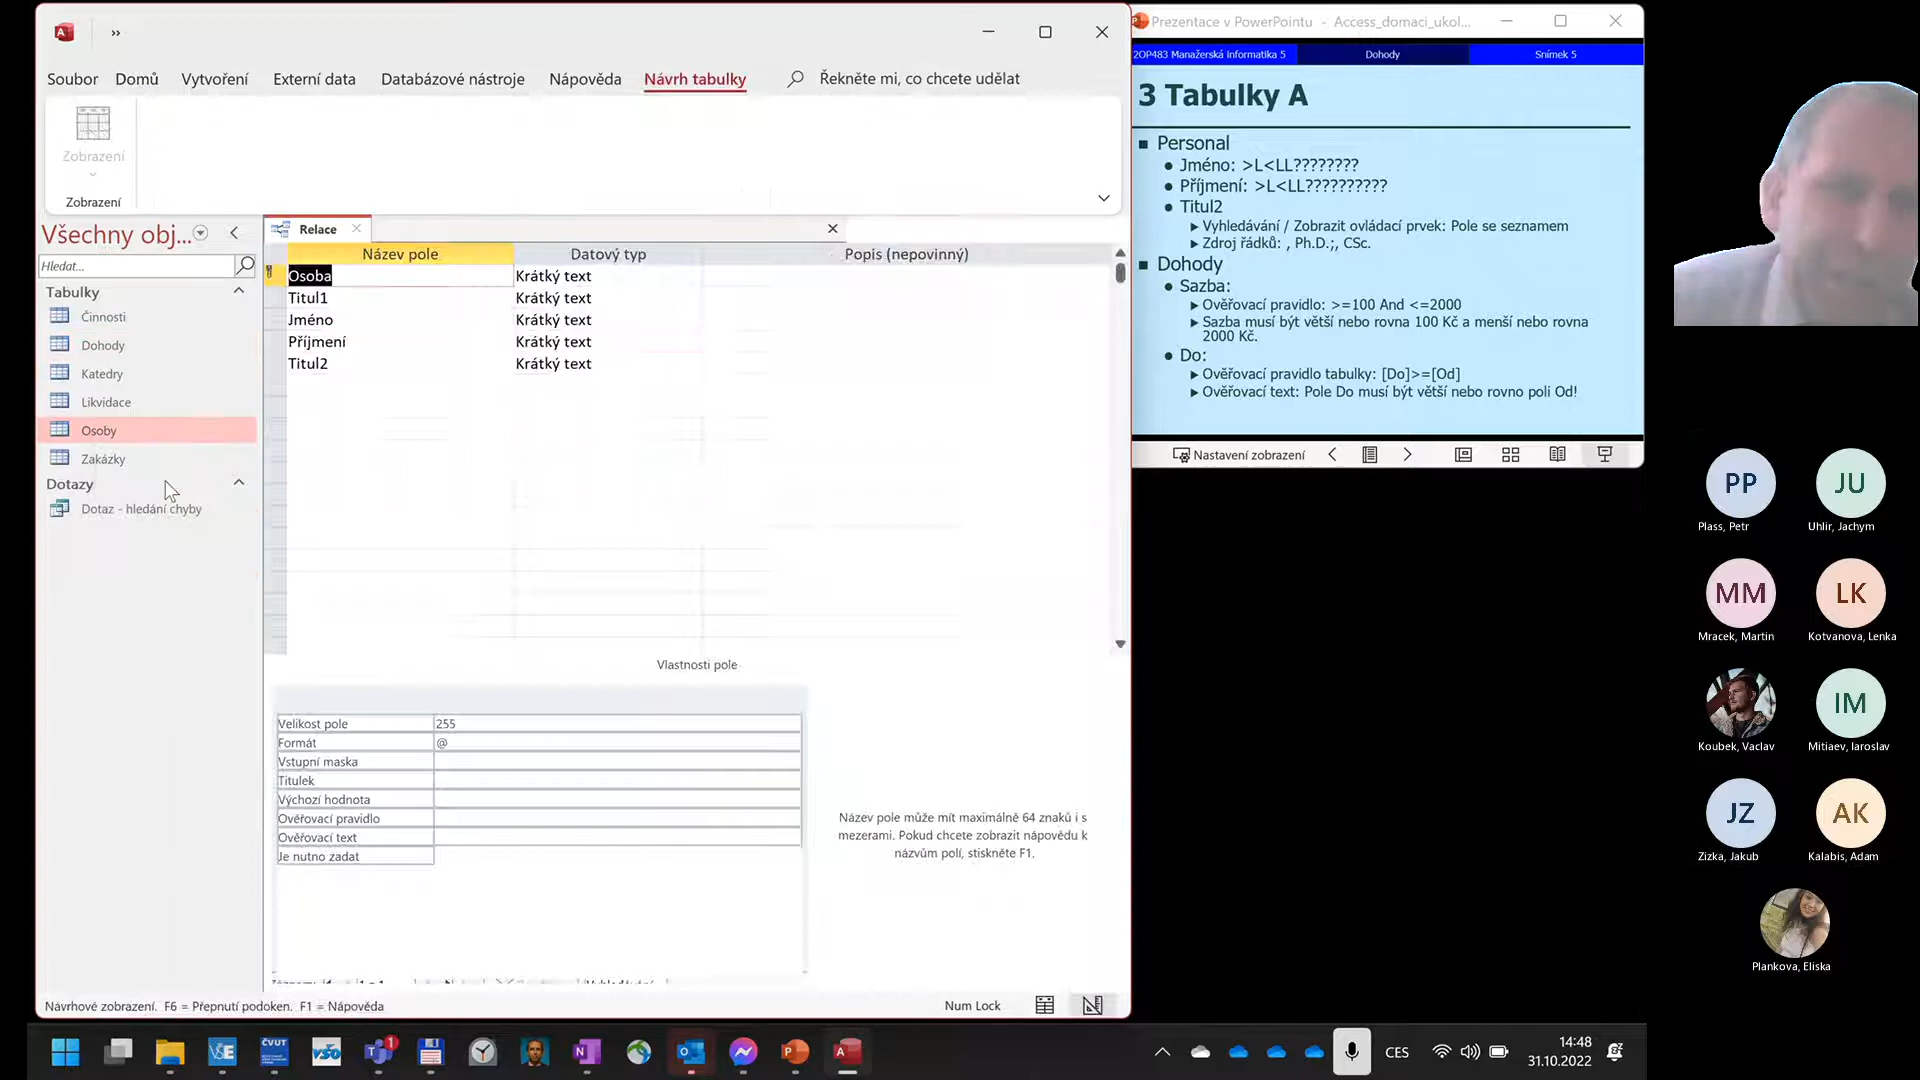 Soubor
Domů
Vytvoření
Externí data
Databázové nástroje
Nápověda
Návrh tabulky
Řekněte mi, co chcete udělat
Zobrazení
Zobrazení
Všechny obj...
Hledat...
Tabulky
Činnosti
Dohody
Katedry
Likvidace
Osoby
Zakázky
Dotazy
Dotaz - hledání chyby
Relace
Název pole
Datový typ
Popis (nepovinný)
Osoba Krátký text
Titul1 Krátký text
Jméno Krátký text
Příjmení Krátký text
Titul2 Krátký text
Vlastnosti pole
Velikost pole 255
Formát @
Vstupní maska
Titulek
Výchozí hodnota
Ověřovací pravidlo
Ověřovací text
Je nutno zadat
Název pole může mít maximálně 64 znaků i s
mezerami. Pokud chcete zobrazit nápovědu k
názvům polí, stiskněte F1.
Návrhové zobrazení. F6 = Přepnutí podoken. F1 = Nápověda
Num Lock
Prezentace v PowerPointu - Access_domaci_ukol...
2OP483 Manažerská informatika 5
Dohody
Snímek 5
3 Tabulky A
Personal
Jméno: >L<LL????????
Příjmení: >L<LL??????????
Titul2
Vyhledávání / Zobrazit ovládací prvek: Pole se seznamem
Zdroj řádků: , Ph.D.;, CSc.
Dohody
Sazba:
Ověřovací pravidlo: >=100 And <=2000
Sazba musí být větší nebo rovna 100 Kč a menší nebo rovna
2000 Kč.
Do:
Ověřovací pravidlo tabulky: [Do]>=[Od]
Ověřovací text: Pole Do musí být větší nebo rovno poli Od!
Nastavení zobrazení
PP
Plass, Petr
JU
Uhlir, Jachym
MM
Mracek, Martin
LK
Kotvanova, Lenka
Koubek, Vaclav
IM
Mitiaev, Iaroslav
JZ
Zizka, Jakub
AK
Kalabis, Adam
Plankova, Eliska
CES
14:48
31.10.2022